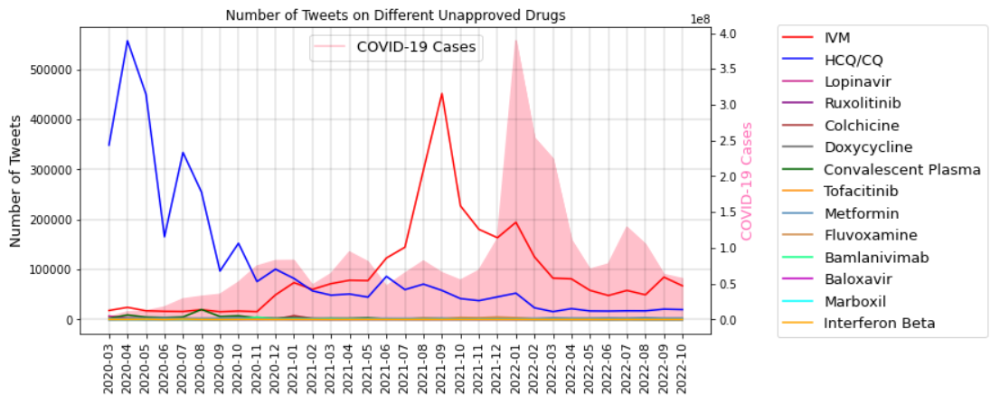 Number of Tweets on Different Unapproved Drugs
1e8
COVID-19 Cases
Number of Tweets
500000
400000
300000
200000
100000
0
4.0
3.5
3.0
2.5
2.0
1.5
1.0
0.5
0.0
COVID-19 Cases
2020-03
2020-04
2020-05
2020-06
2020-07
2020-08
2020-09
2020-10
2020-11
2020-12
2021-01
2021-02
2021-03
2021-04
2021-05
2021-06
2021-07
2021-08
2021-09
2021-10
2021-11
2021-12
2022-01
2022-02
2022-03
2022-04
2022-05
2022-06
2022-07
2022-08
2022-09
2022-10
IVM
HCQ/CQ
Lopinavir
Ruxolitinib
Colchicine
Doxycycline
Convalescent Plasma
Tofacitinib
Metformin
Fluvoxamine
Bamlanivimab
Baloxavir
Marboxil
Interferon Beta